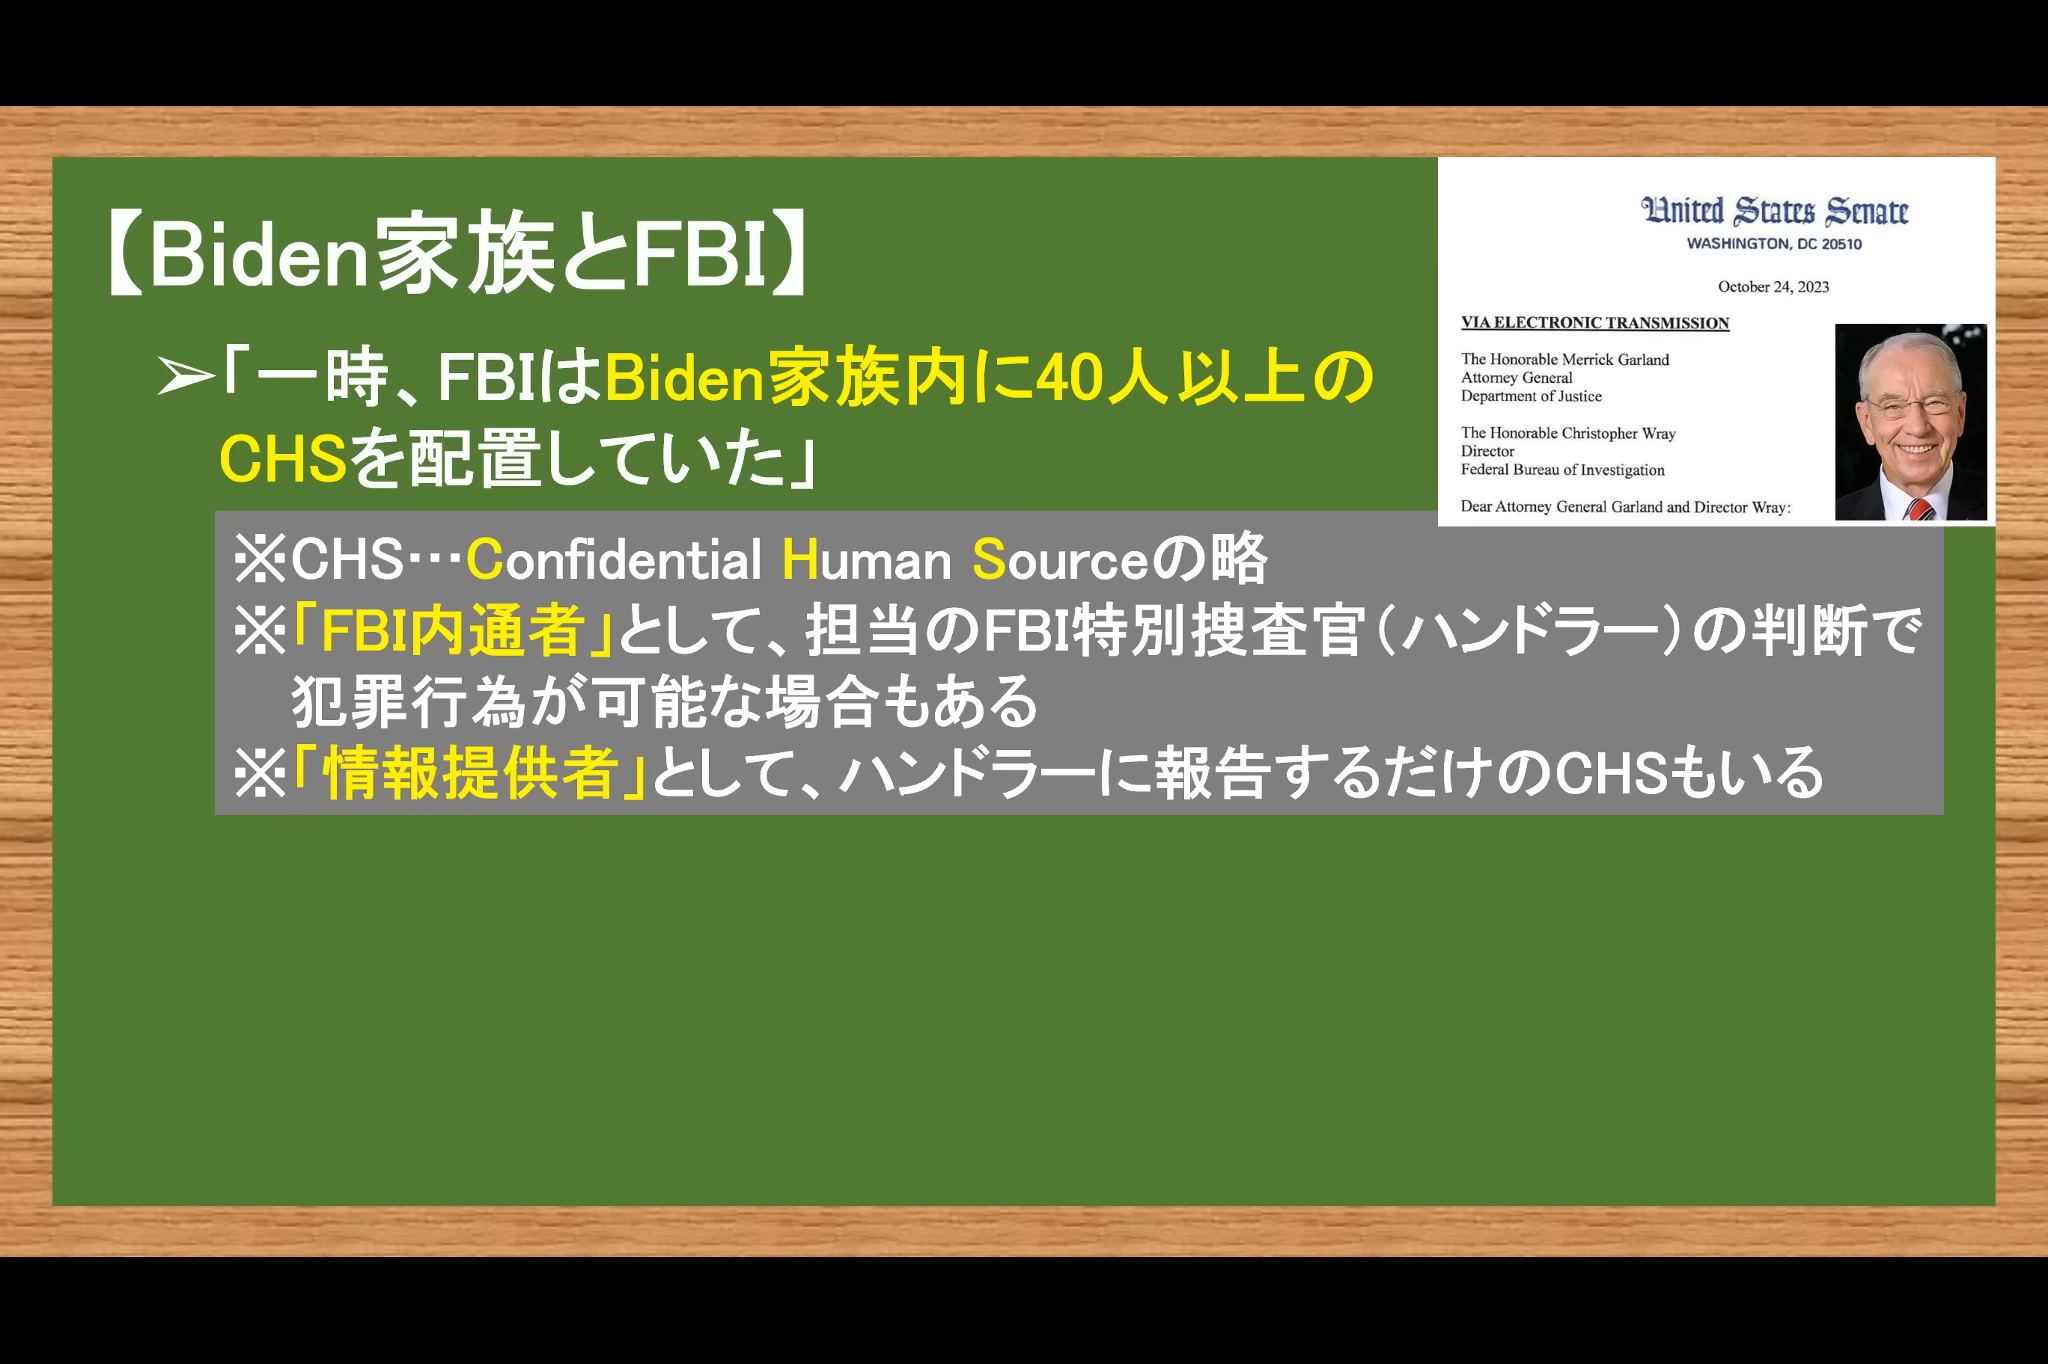 【Biden家族とFBI】
➢「一時、FBIはBiden家族内に40人以上の
CHSを配置していた」
※CHS…Confidential Human Sourceの略
※「FBI内通者」として、担当のFBI特別捜査官(ハンドラー)の判断で
犯罪行為が可能な場合もある
※「情報提供者」として、ハンドラーに報告するだけのCHSもいる
United States Senate
WASHINGTON, DC 20510
October 24, 2023
VIA ELECTRONIC TRANSMISSION
The Honorable Merrick Garland
Attorney General
Department of Justice
The Honorable Christopher Wray
Director
Federal Bureau of Investigation
Dear Attorney General Garland and Director Wray: